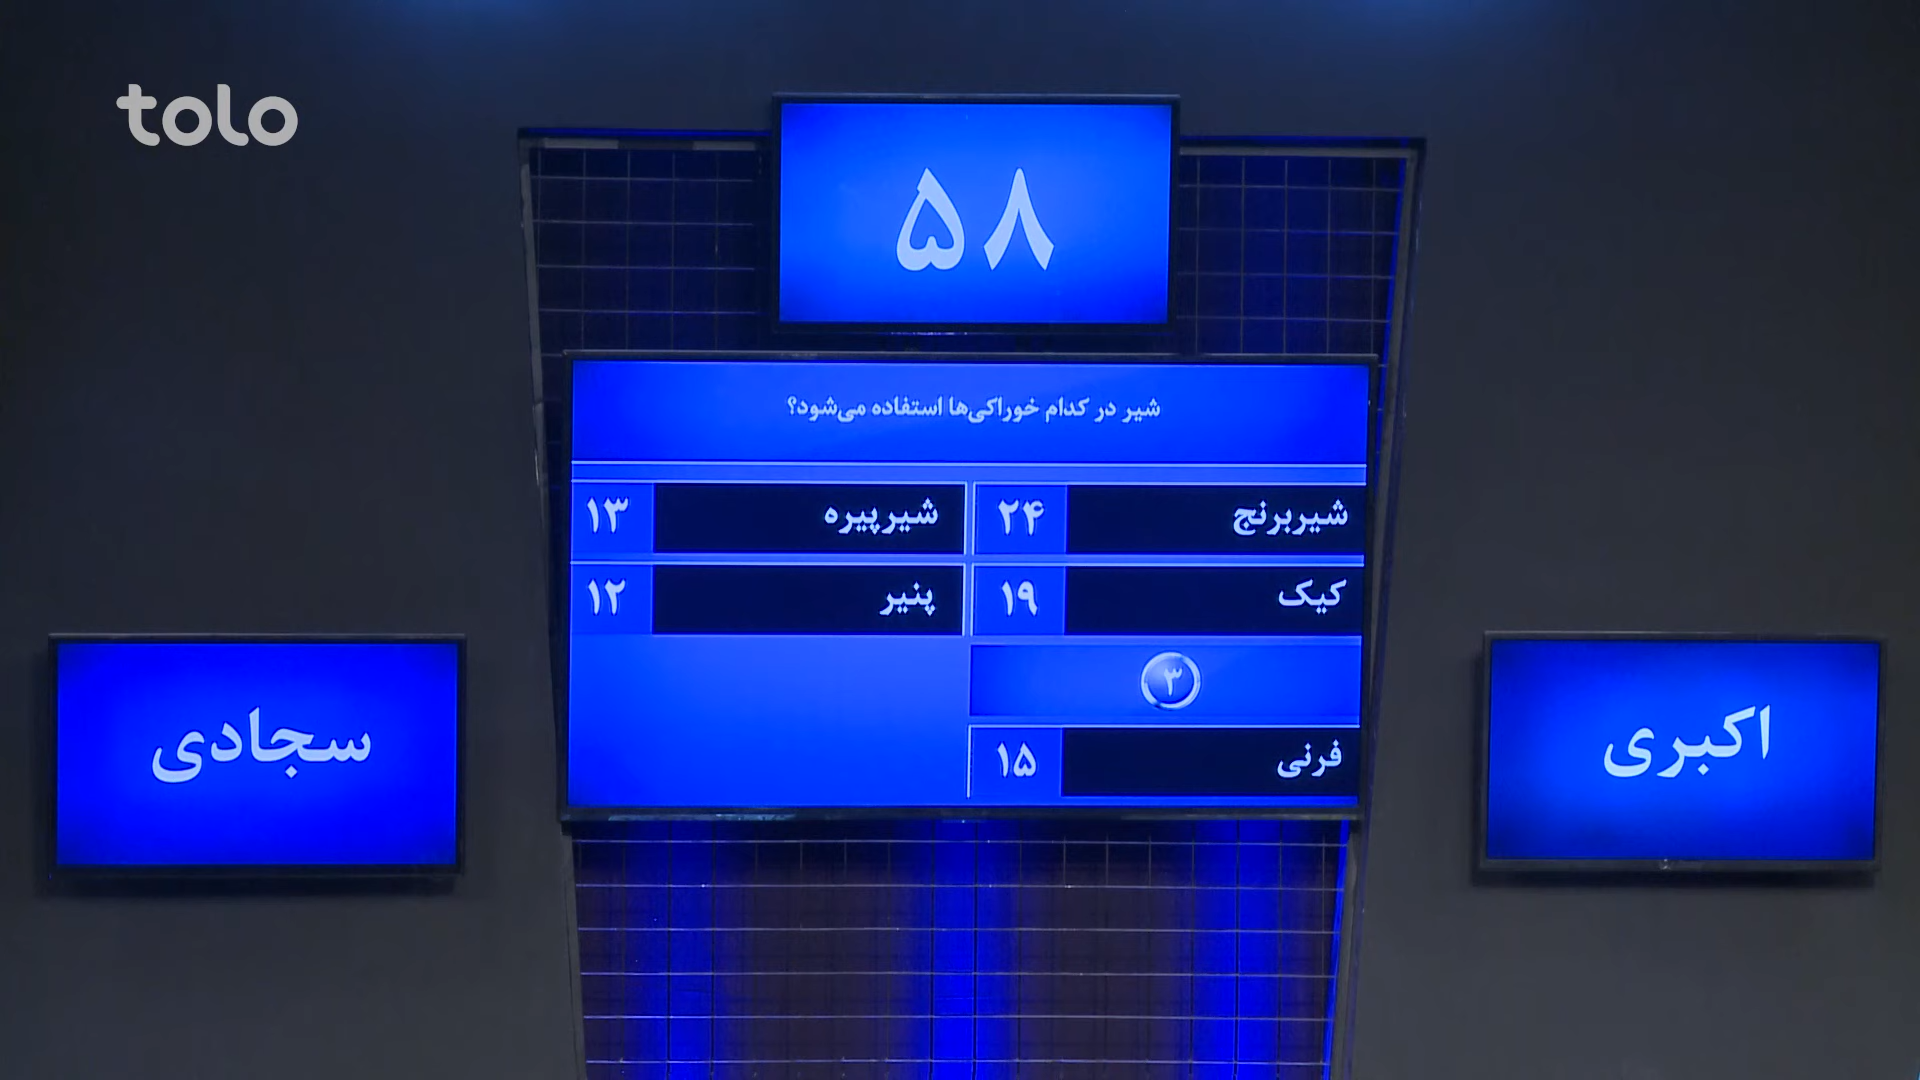 tolo
۵۸
شیر در کدام خوراکی‌ها استفاده می‌شود؟
شیربرنج ۲۴
کیک ۱۹
۳
فرنی ۱۵
شیرپیره ۱۳
پنیر ۱۲
اکبری
سجادی